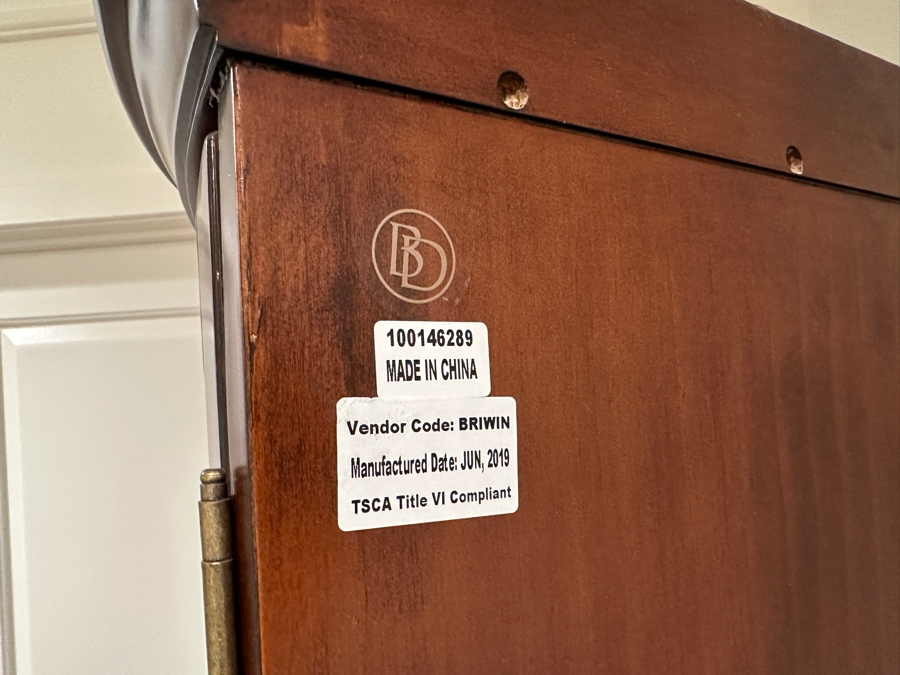 BD
100146289
MADE IN CHINA
Vendor Code: BRIWIN
Manufactured Date: JUN, 2019
TSCA Title VI Compliant